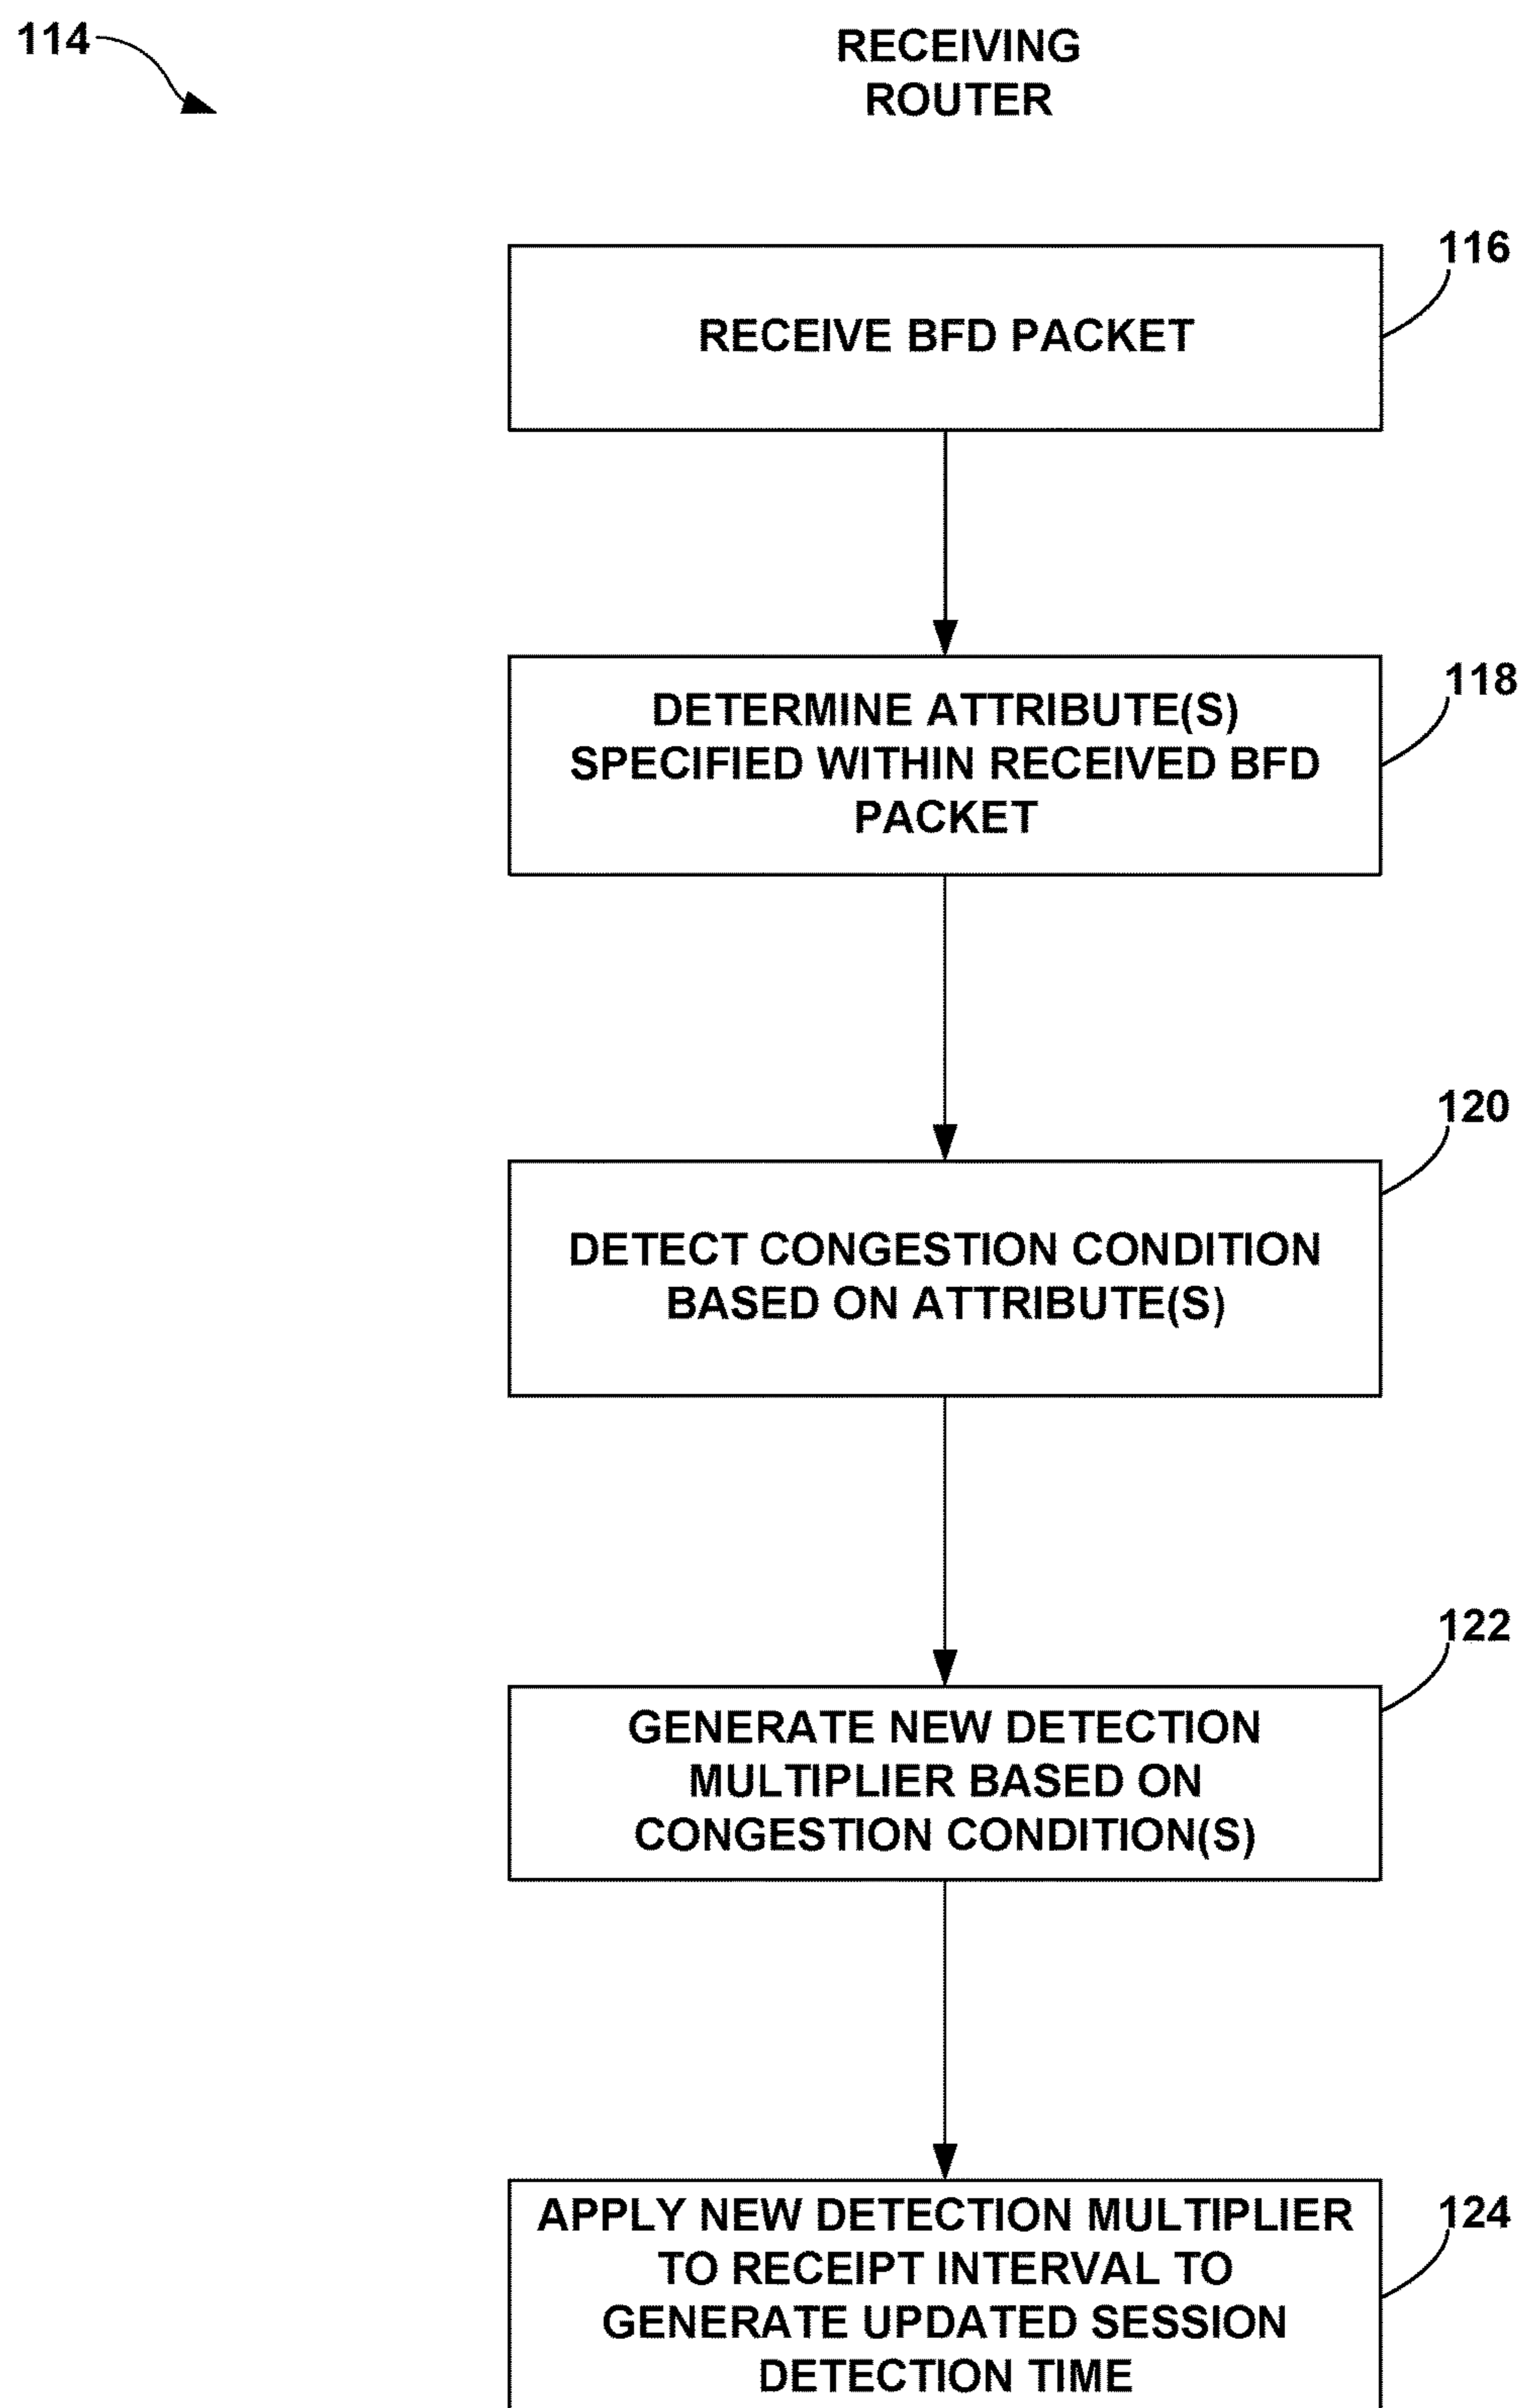 114
RECEIVING
ROUTER
116
RECEIVE BFD PACKET
118
DETERMINE ATTRIBUTE(S)
SPECIFIED WITHIN RECEIVED BFD
PACKET
120
DETECT CONGESTION CONDITION
BASED ON ATTRIBUTE(S)
122
GENERATE NEW DETECTION
MULTIPLIER BASED ON
CONGESTION CONDITION(S)
124
APPLY NEW DETECTION MULTIPLIER
TO RECEIPT INTERVAL TO
GENERATE UPDATED SESSION
DETECTION TIME